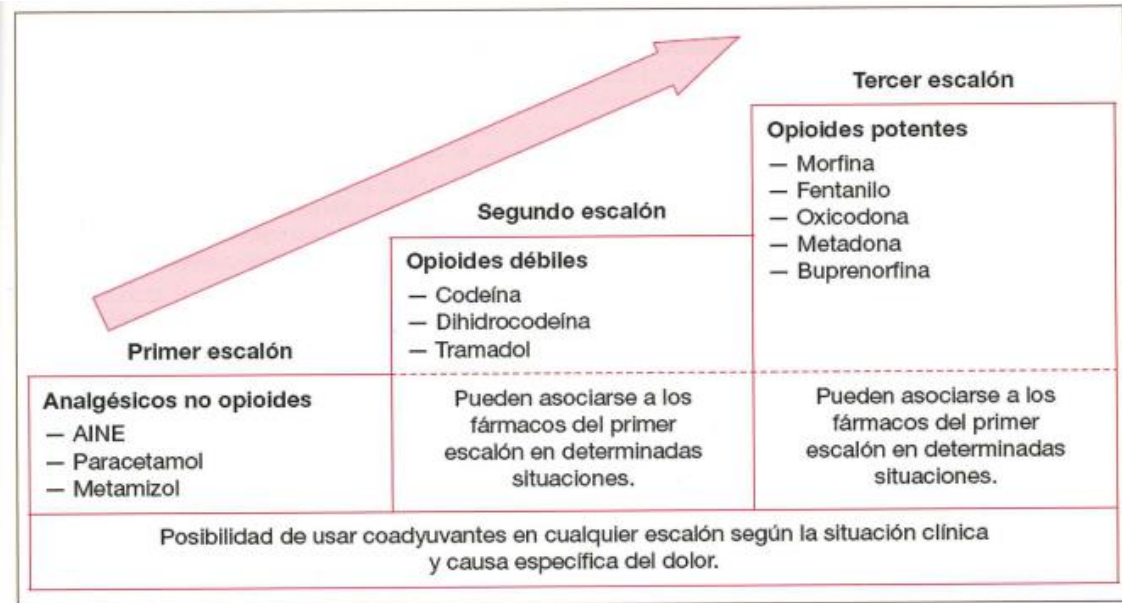 Tercer escalón
Opioides potentes
— Morfina
— Fentanilo
— Oxicodona
— Metadona
— Buprenorfina
Segundo escalón
Opioides débiles
— Codeína
— Dihidrocodeína
— Tramadol
Primer escalón
Analgésicos no opioides
— AINE
— Paracetamol
— Metamizol
Pueden asociarse a los
fármacos del primer
escalón en determinadas
situaciones.
Pueden asociarse a los
fármacos del primer
escalón en determinadas
situaciones.
Posibilidad de usar coadyuvantes en cualquier escalón según la situación clínica
y causa específica del dolor.